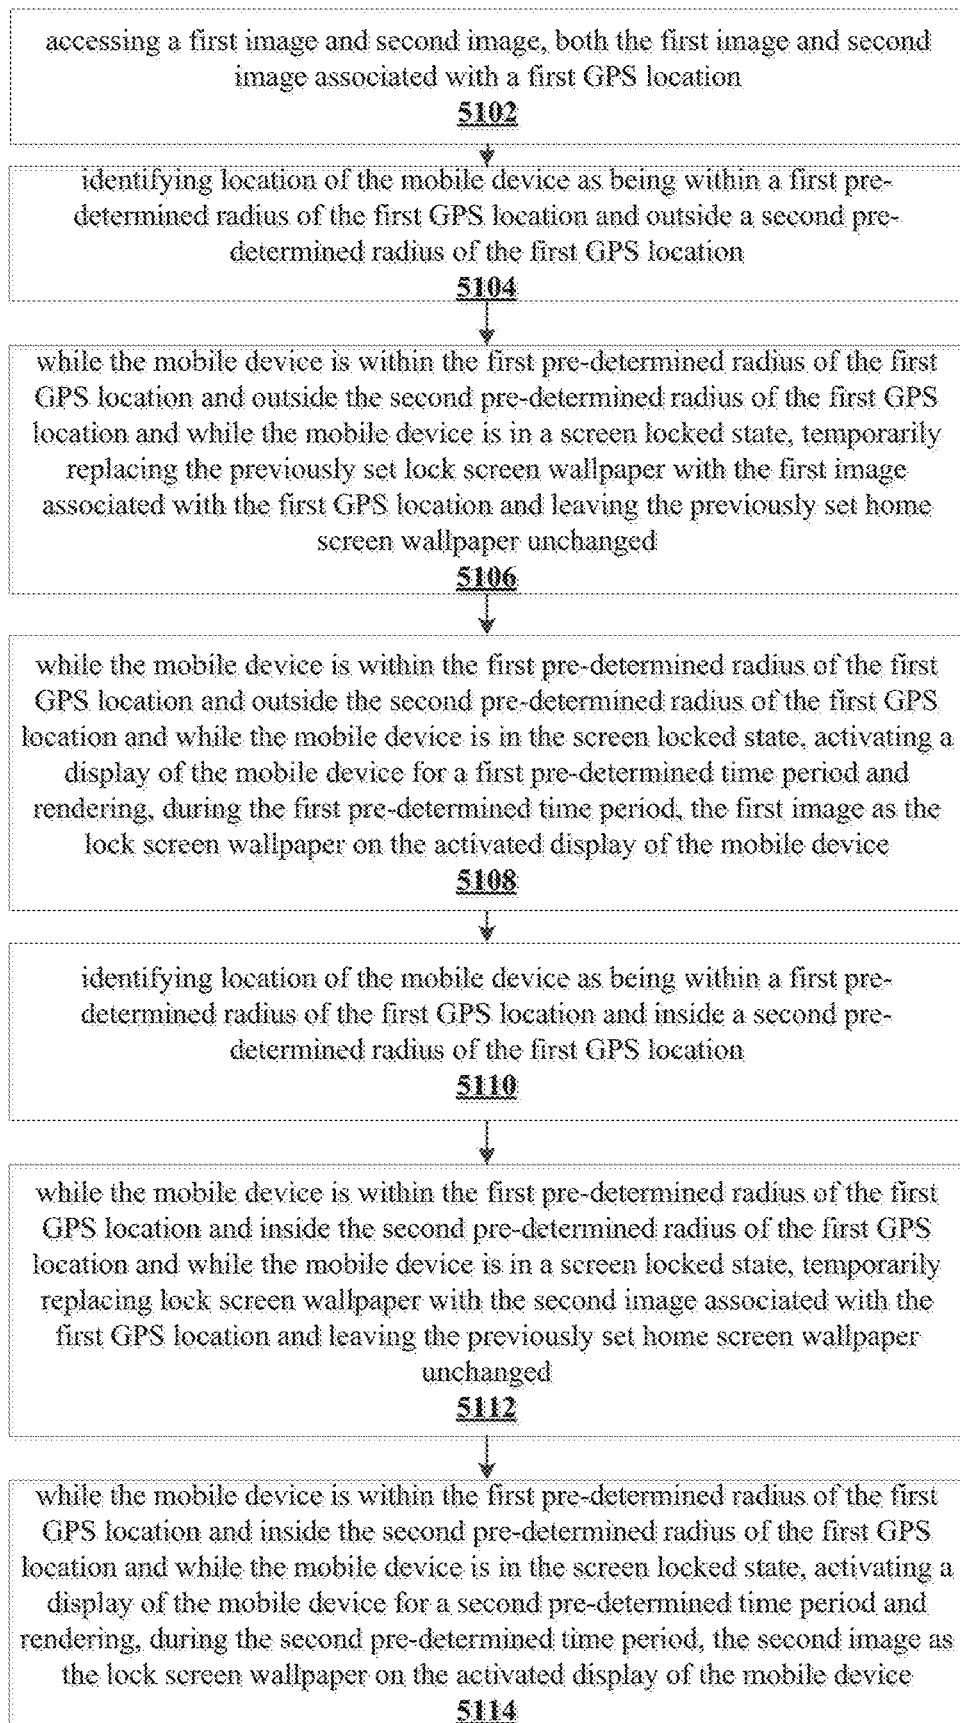 accessing a first image and second image, both the first image and second
image associated with a first GPS location
5102
identifying location of the mobile device as being within a first pre-
determined radius of the first GPS location and outside a second pre-
determined radius of the first GPS location
5104
while the mobile device is within the first pre-determined radius of the first
GPS location and outside the second pre-determined radius of the first GPS
location and while the mobile device is in a screen locked state, temporarily
replacing the previously set lock screen wallpaper with the first image
associated with the first GPS location and leaving the previously set home
screen wallpaper unchanged
5106
while the mobile device is within the first pre-determined radius of the first
GPS location and outside the second pre-determined radius of the first GPS
location and while the mobile device is in the screen locked state, activating a
display of the mobile device for a first pre-determined time period and
rendering, during the first pre-determined time period, the first image as the
lock screen wallpaper on the activated display of the mobile device
5108
identifying location of the mobile device as being within a first pre-
determined radius of the first GPS location and inside a second pre-
determined radius of the first GPS location
5110
while the mobile device is within the first pre-determined radius of the first
GPS location and inside the second pre-determined radius of the first GPS
location and while the mobile device is in a screen locked state, temporarily
replacing lock screen wallpaper with the second image associated with the
first GPS location and leaving the previously set home screen wallpaper
unchanged
5112
while the mobile device is within the first pre-determined radius of the first
GPS location and inside the second pre-determined radius of the first GPS
location and while the mobile device is in the screen locked state, activating a
display of the mobile device for a second pre-determined time period and
rendering, during the second pre-determined time period, the second image as
the lock screen wallpaper on the activated display of the mobile device
5114